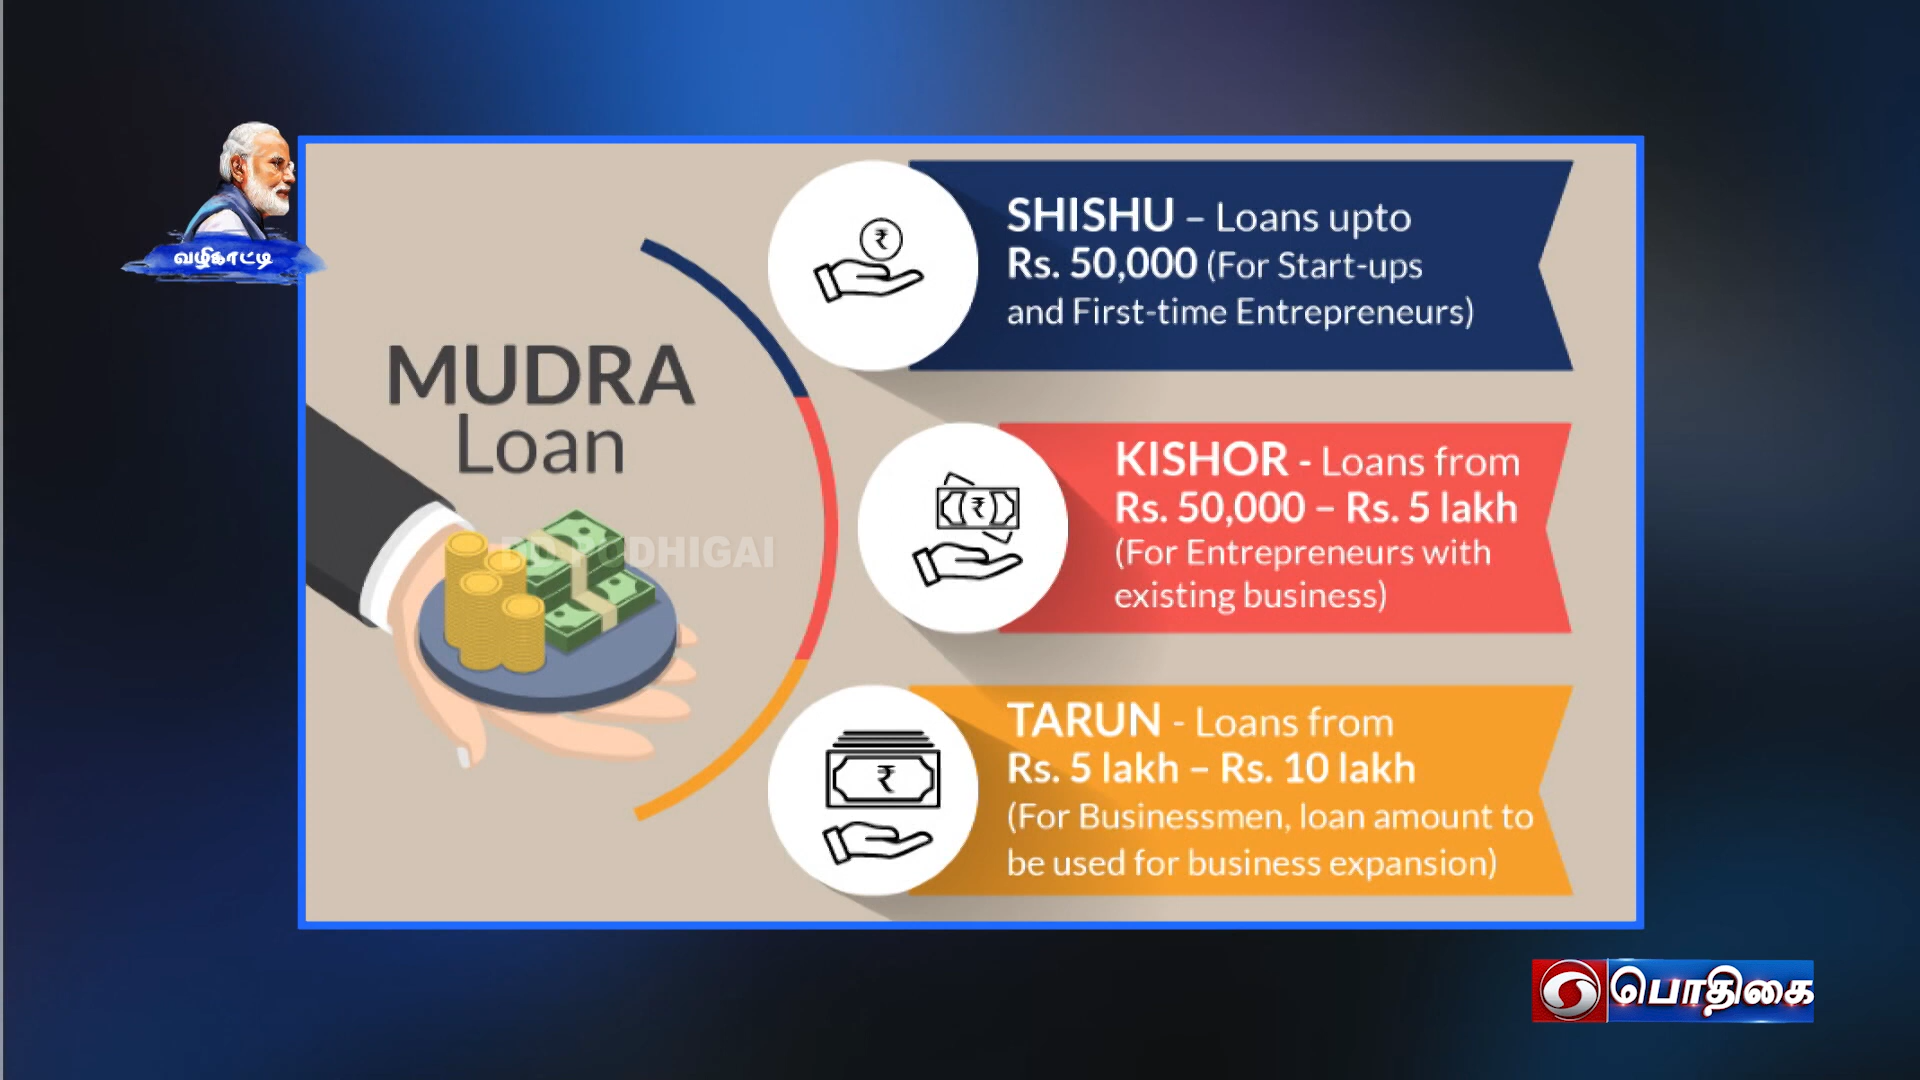 வழிகாட்டி
MUDRA
Loan
SHISHU – Loans upto
Rs. 50,000 (For Start-ups
and First-time Entrepreneurs)
KISHOR - Loans from
Rs. 50,000 – Rs. 5 lakh
(For Entrepreneurs with
existing business)
TARUN - Loans from
Rs. 5 lakh – Rs. 10 lakh
(For Businessmen, loan amount to
be used for business expansion)
DD PODHIGAI
பொதிகை